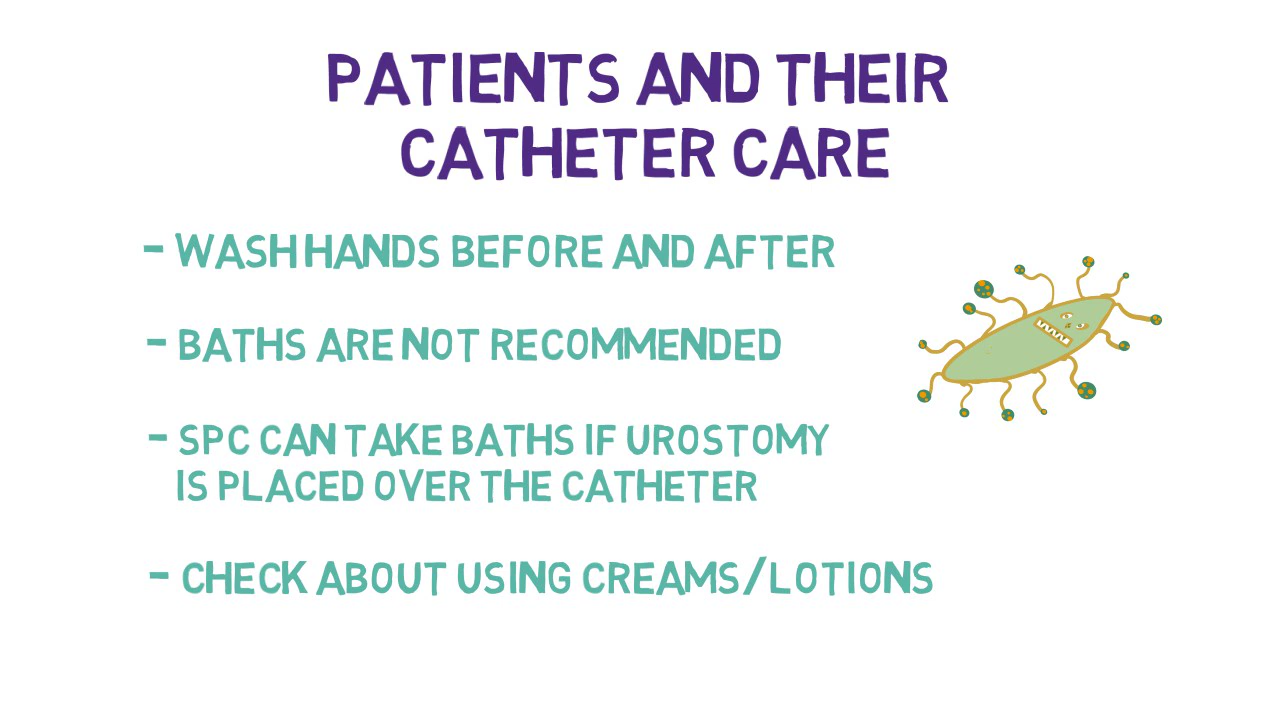 PATIENTS AND THEIR
CATHETER CARE
- WASH HANDS BEFORE AND AFTER
- BATHS ARE NOT RECOMMENDED
- SPC CAN TAKE BATHS IF UROSTOMY
IS PLACED OVER THE CATHETER
- CHECK ABOUT USING CREAMS/LOTIONS